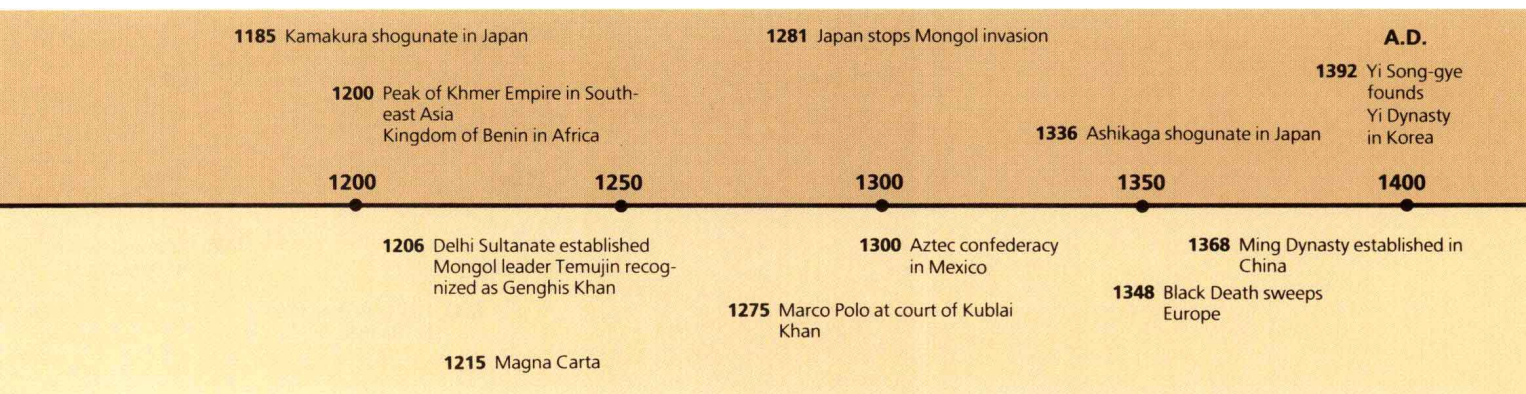 1185 Kamakura shogunate in Japan
1281 Japan stops Mongol invasion
A.D.
1392 Yi Song-gye
founds
Yi Dynasty
in Korea
1200 Peak of Khmer Empire in South-
east Asia
Kingdom of Benin in Africa
1336 Ashikaga shogunate in Japan
1200
1250
1300
1350
1400
1206 Delhi Sultanate established
Mongol leader Temujin recog-
nized as Genghis Khan
1300 Aztec confederacy
in Mexico
1368 Ming Dynasty established in
China
1275 Marco Polo at court of Kublai
Khan
1348 Black Death sweeps
Europe
1215 Magna Carta